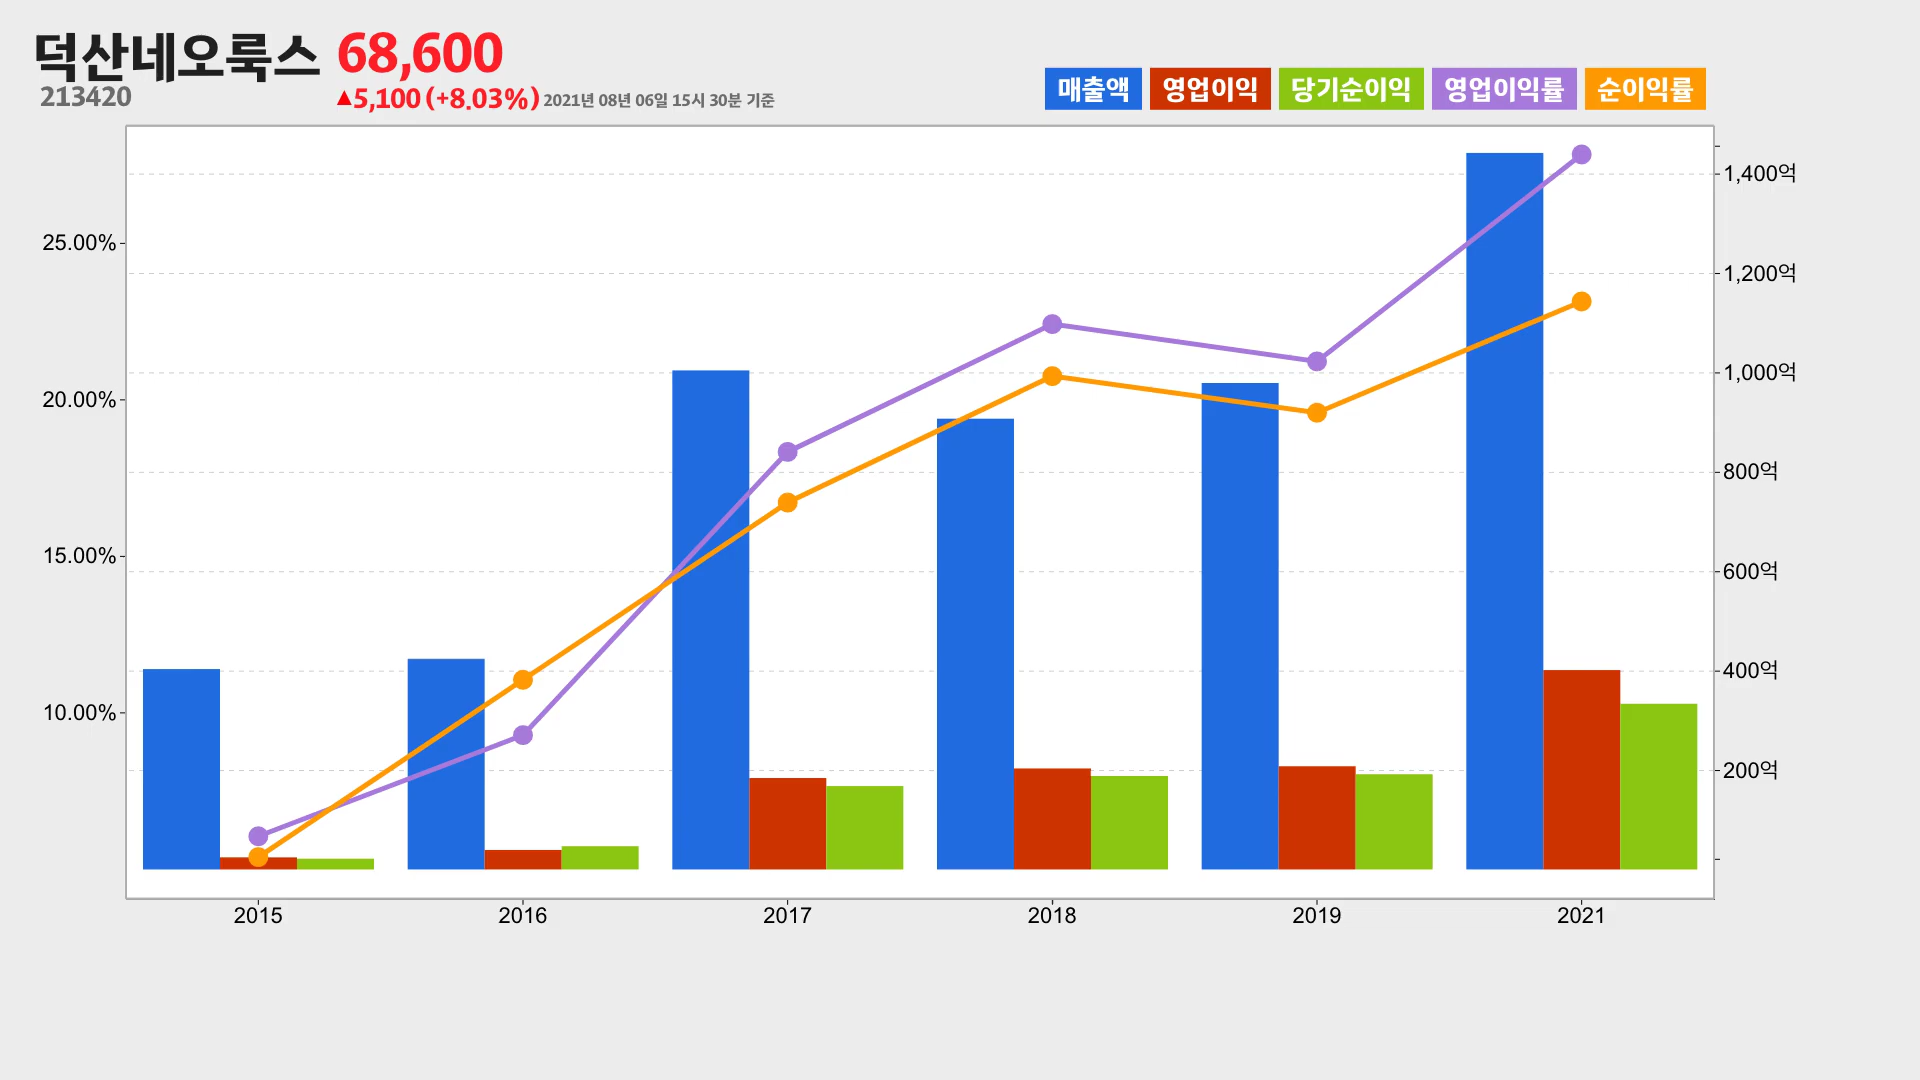 덕산네오룩스 68,600
213420
▲5,100 (+8.03%) 2021년 08년 06일 15시 30분 기준
매출액 영업이익 당기순이익 영업이익률 순이익률
25.00%
20.00%
15.00%
10.00%
1,400억
1,200억
1,000억
800억
600억
400억
200억
2015 2016 2017 2018 2019 2021